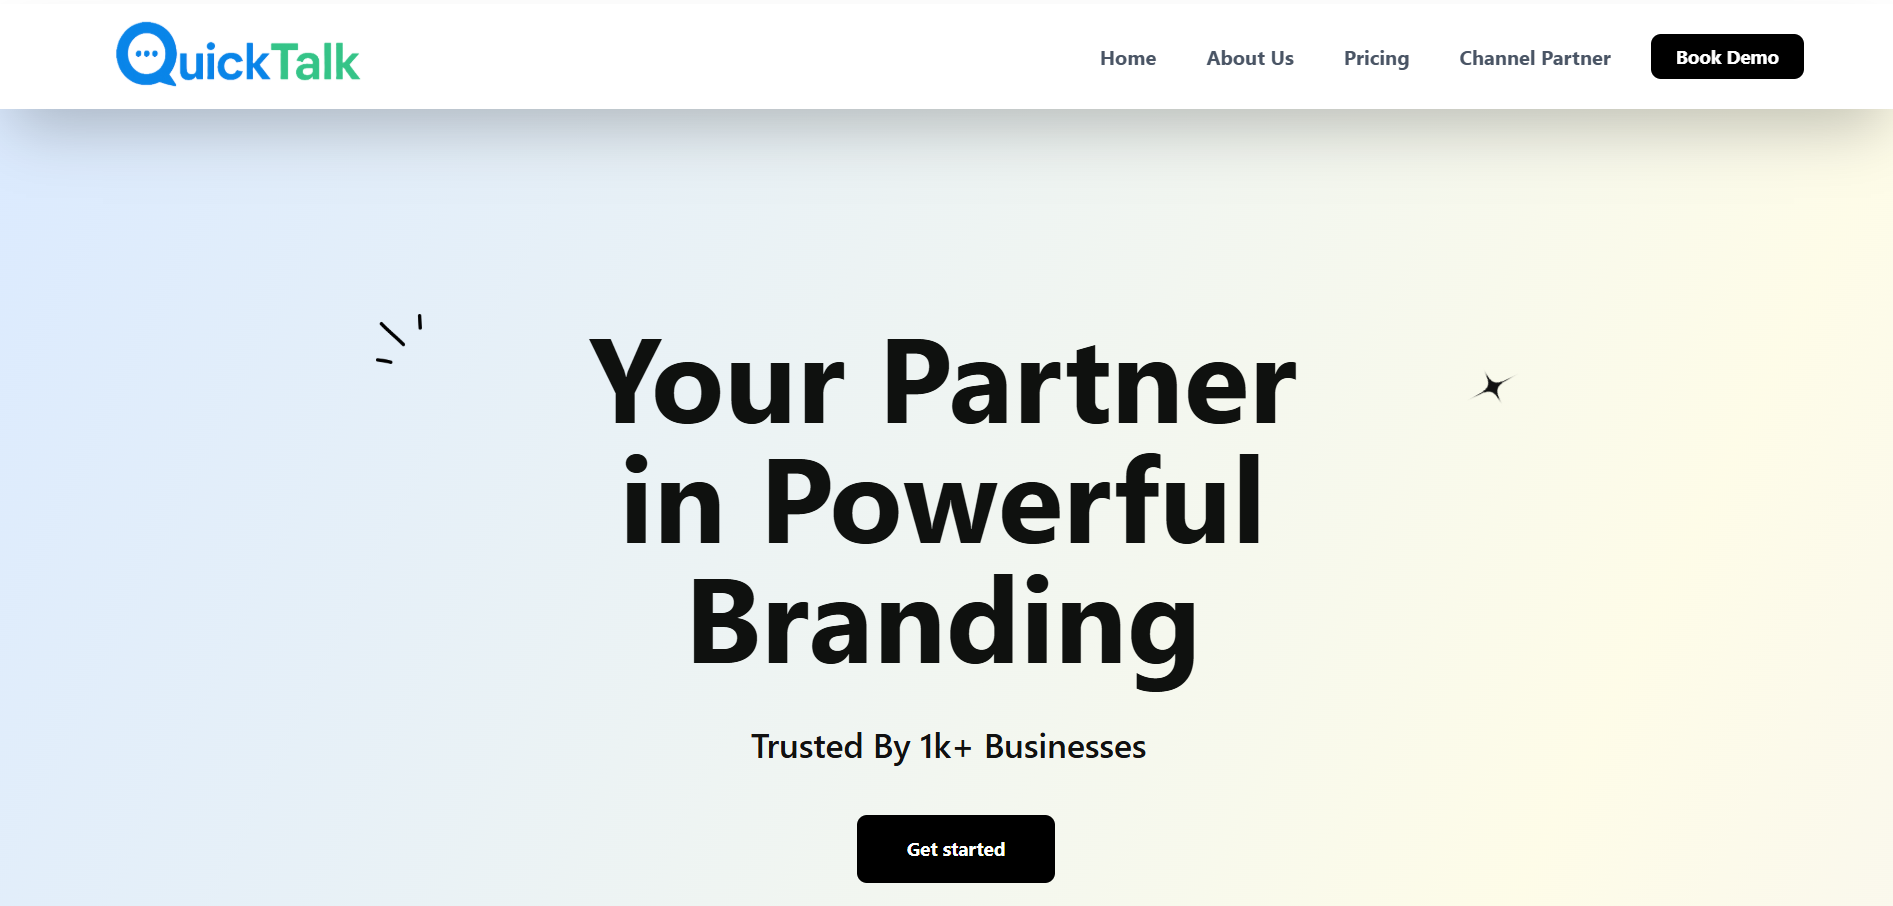 QuickTalk
Home About Us Pricing Channel Partner Book Demo
Your Partner
in Powerful
Branding
Trusted By 1k+ Businesses
Get started